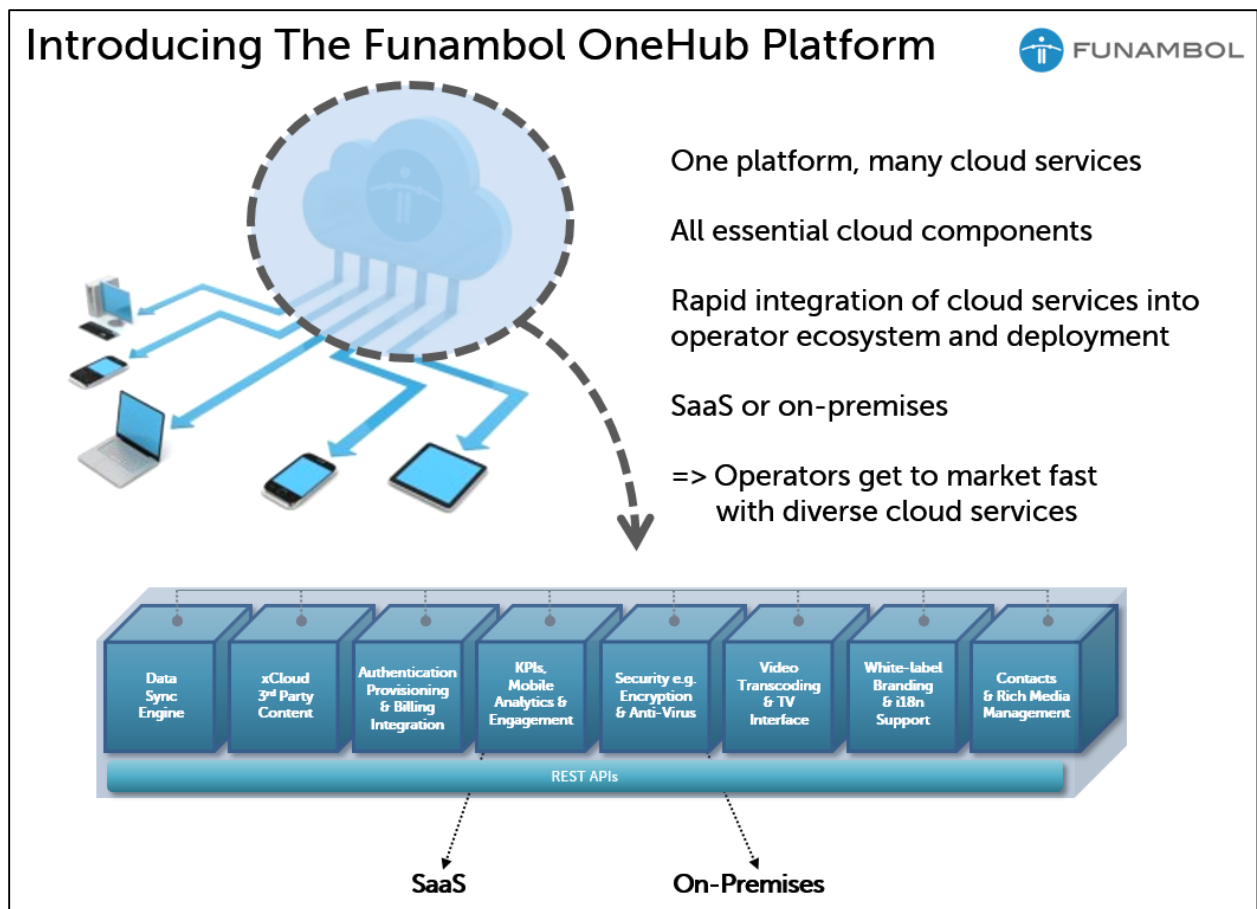 Introducing The Funambol OneHub Platform
FUNAMBOL
One platform, many cloud services
All essential cloud components
Rapid integration of cloud services into
operator ecosystem and deployment
SaaS or on-premises
=> Operators get to market fast
with diverse cloud services
Data
Sync
Engine
xCloud
3rd Party
Content
Authentication
Provisioning
& Billing
Integration
KPIs,
Mobile
Analytics &
Engagement
Security e.g.
Encryption
& Anti-Virus
Video
Transcoding
& TV
Interface
White-label
Branding
& i18n
Support
Contacts
& Rich Media
Management
REST APIs
SaaS
On-Premises